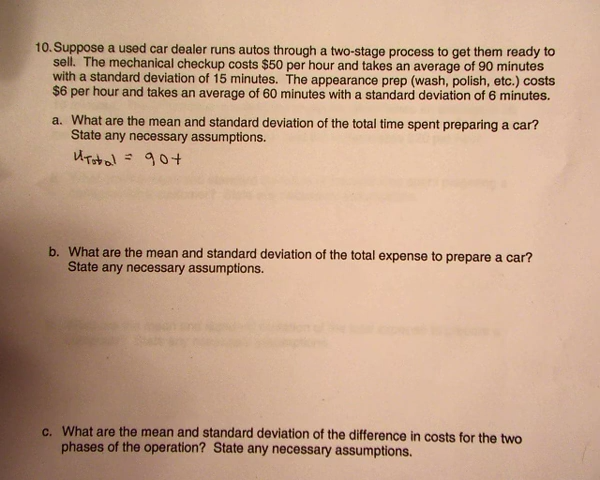 10. Suppose a used car dealer runs autos through a two-stage process to get them ready to
sell. The mechanical checkup costs $50 per hour and takes an average of 90 minutes
with a standard deviation of 15 minutes. The appearance prep (wash, polish, etc.) costs
$6 per hour and takes an average of 60 minutes with a standard deviation of 6 minutes.
a. What are the mean and standard deviation of the total time spent preparing a car?
State any necessary assumptions.
μTotal = 90+
b. What are the mean and standard deviation of the total expense to prepare a car?
State any necessary assumptions.
c. What are the mean and standard deviation of the difference in costs for the two
phases of the operation? State any necessary assumptions.